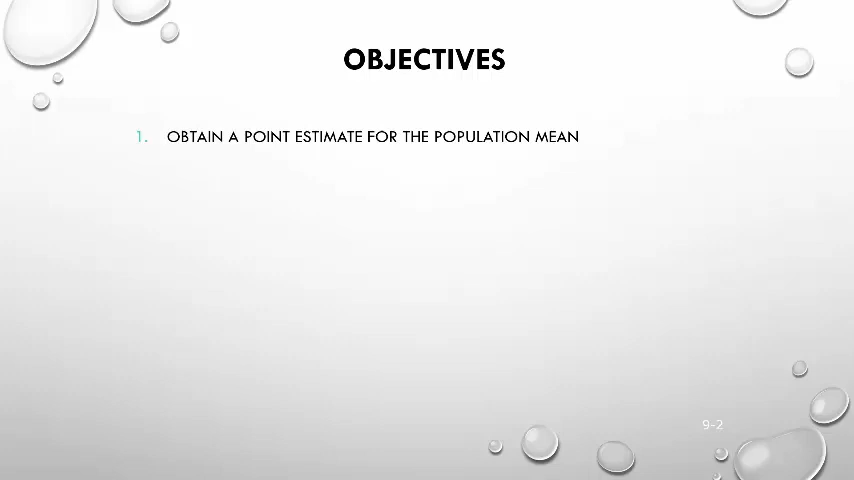 OBJECTIVES
1. OBTAIN A POINT ESTIMATE FOR THE POPULATION MEAN
9-2